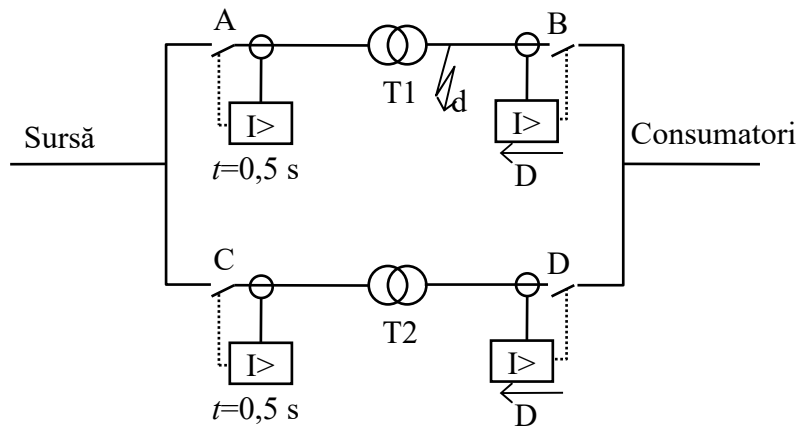 A
B
T1
d
I>
I>
Sursă
Consumatori
t=0,5 s
D
C
D
T2
I>
I>
t=0,5 s
D